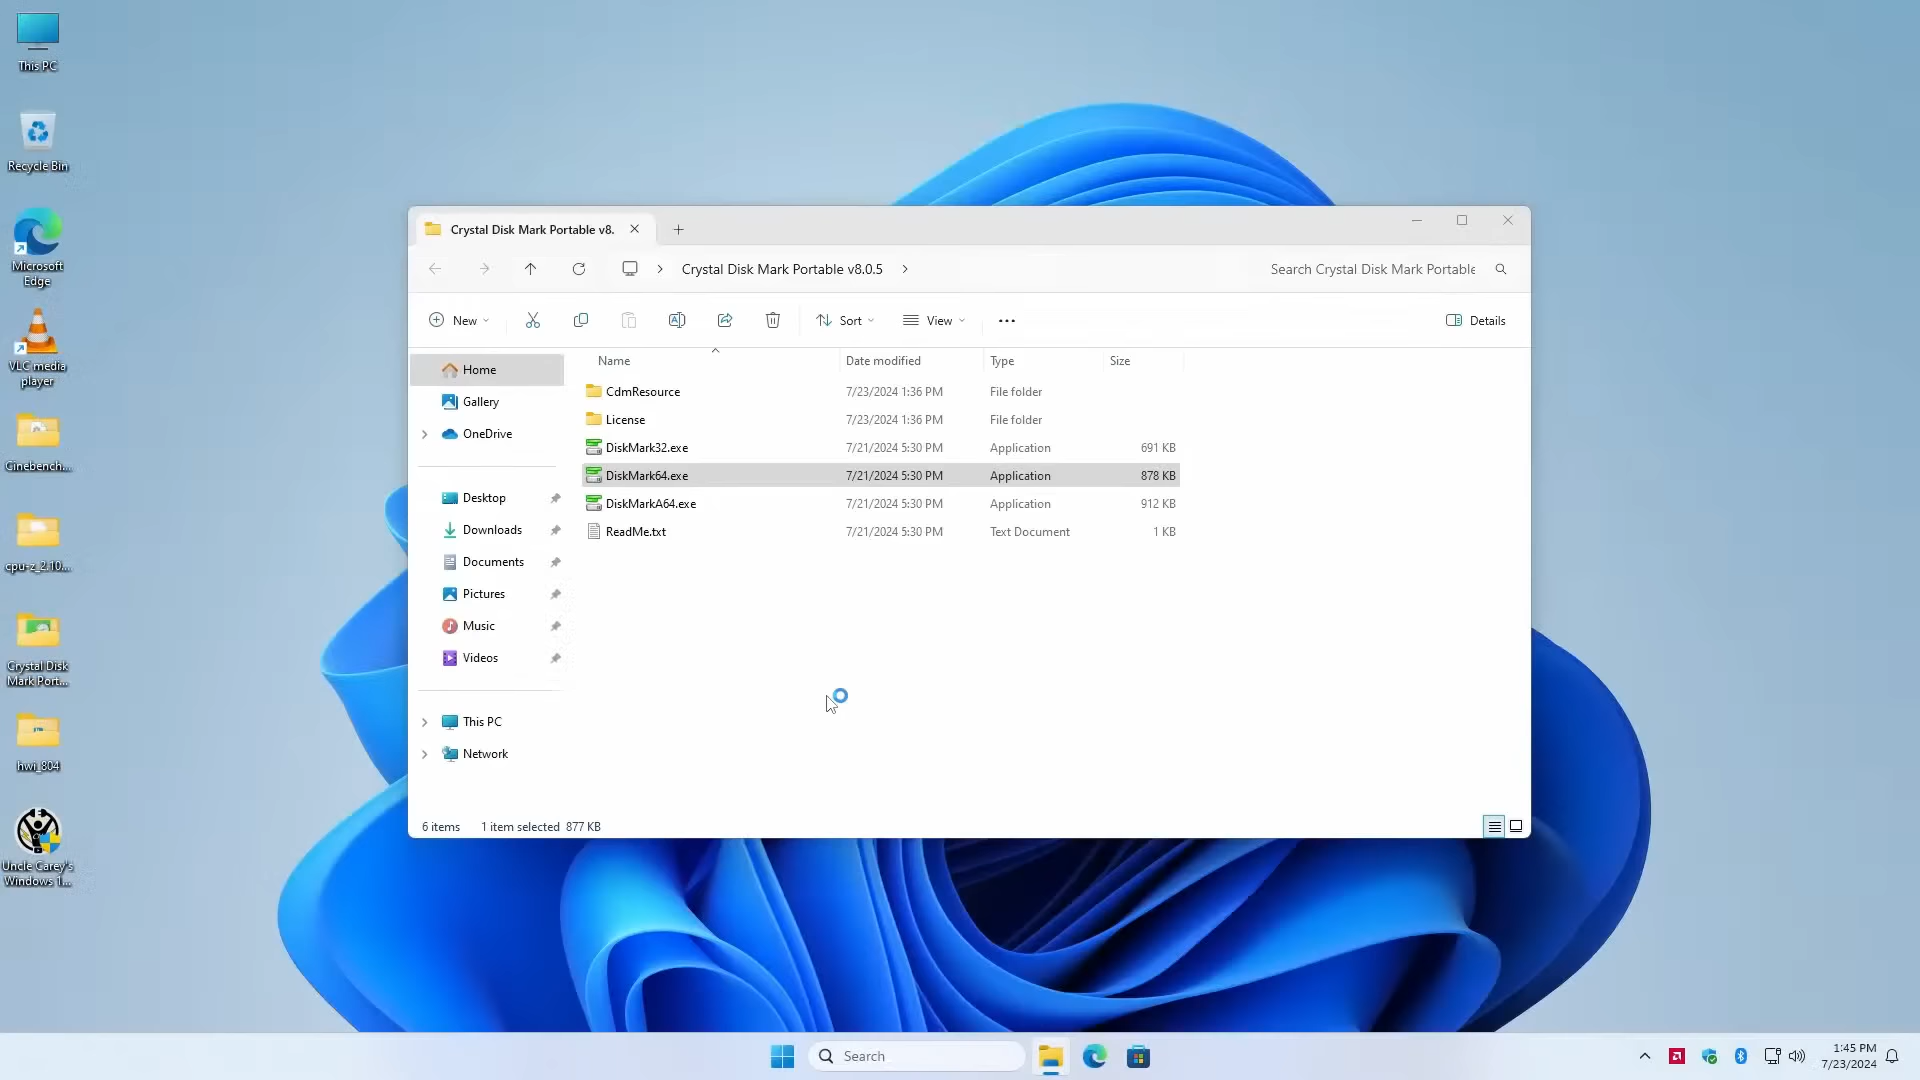 This PC
Recycle Bin
Microsoft
Edge
VLC media
player
Cinebench...
cpu-z_2.10...
Crystal Disk
Mark Port...
hwi_804
Uncle Carey's
Windows 1...
Crystal Disk Mark Portable v8.
Crystal Disk Mark Portable v8.0.5
Search Crystal Disk Mark Portable
New
Sort
View
Details
Name Date modified Type Size
Home
Gallery
OneDrive
Desktop
Downloads
Documents
Pictures
Music
Videos
This PC
Network
CdmResource 7/23/2024 1:36 PM File folder
License 7/23/2024 1:36 PM File folder
DiskMark32.exe 7/21/2024 5:30 PM Application 691 KB
DiskMark64.exe 7/21/2024 5:30 PM Application 878 KB
DiskMarkA64.exe 7/21/2024 5:30 PM Application 912 KB
ReadMe.txt 7/21/2024 5:30 PM Text Document 1 KB
6 items 1 item selected 877 KB
Search
1:45 PM
7/23/2024